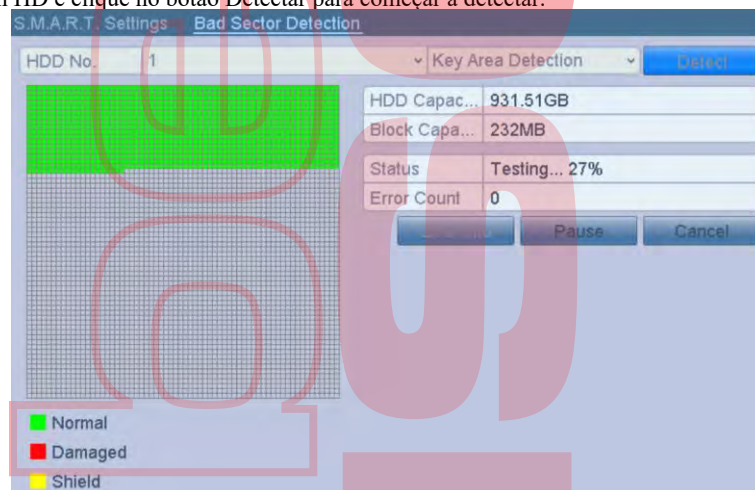 HD e clique no botão Detectar para começar a detectar.
S.M.A.R.T. Settings Bad Sector Detection
HDD No. 1 Key Area Detection Detect
HDD Capac... 931.51GB
Block Capa... 232MB
Status Testing... 27%
Error Count 0
Pause Cancel
Normal
Damaged
Shield